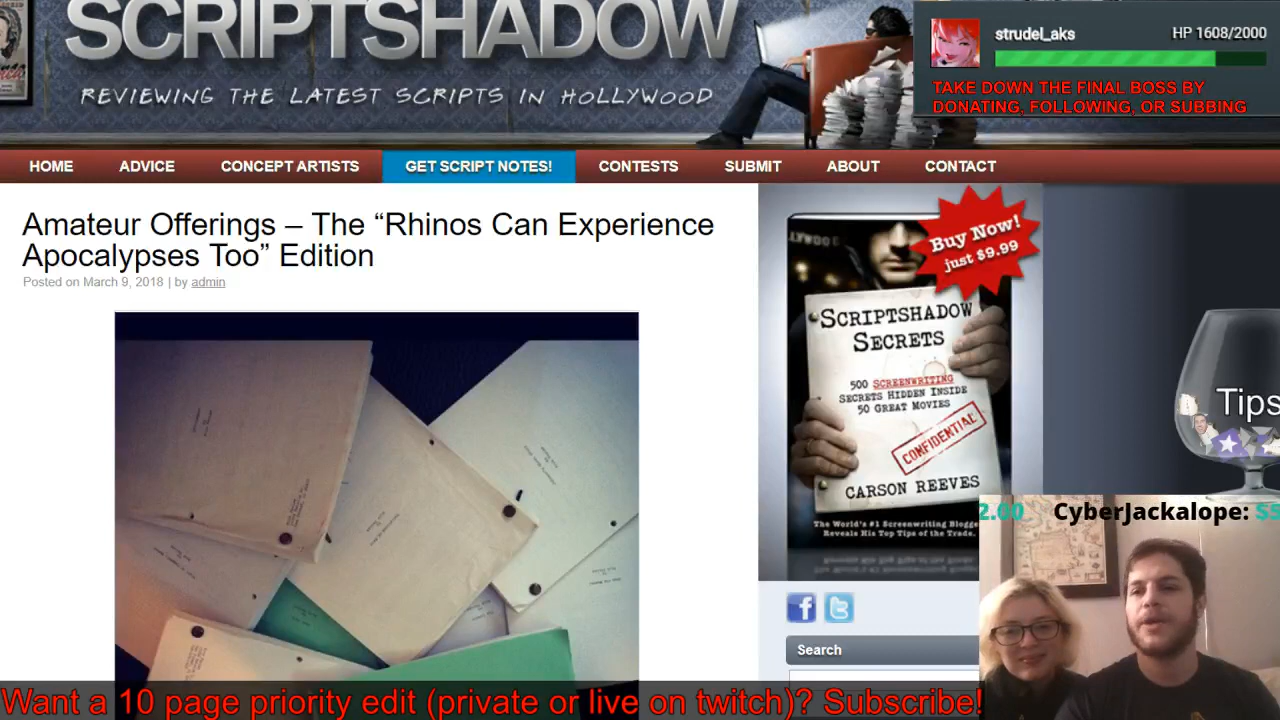 SCRIPTSHADOW
REVIEWING THE LATEST SCRIPTS IN HOLLYWOOD
strudel_aks HP 1608/2000
TAKE DOWN THE FINAL BOSS BY
DONATING, FOLLOWING, OR SUBBING
HOME ADVICE CONCEPT ARTISTS GET SCRIPT NOTES! CONTESTS SUBMIT ABOUT CONTACT
Amateur Offerings – The “Rhinos Can Experience
Apocalypses Too” Edition
Posted on March 9, 2018 | by admin
Buy Now!
just $9.99
SCRIPTSHADOW
SECRETS
500 SCREENWRITING
SECRETS HIDDEN INSIDE
50 GREAT MOVIES
CONFIDENTIAL
CARSON REEVES
The World's #1 Screenwriting Blogge
Reveals His Top Tips of the Trade.
Tips
2.00 CyberJackalope: $5
Search
Want a 10 page priority edit (private or live on twitch)? Subscribe!